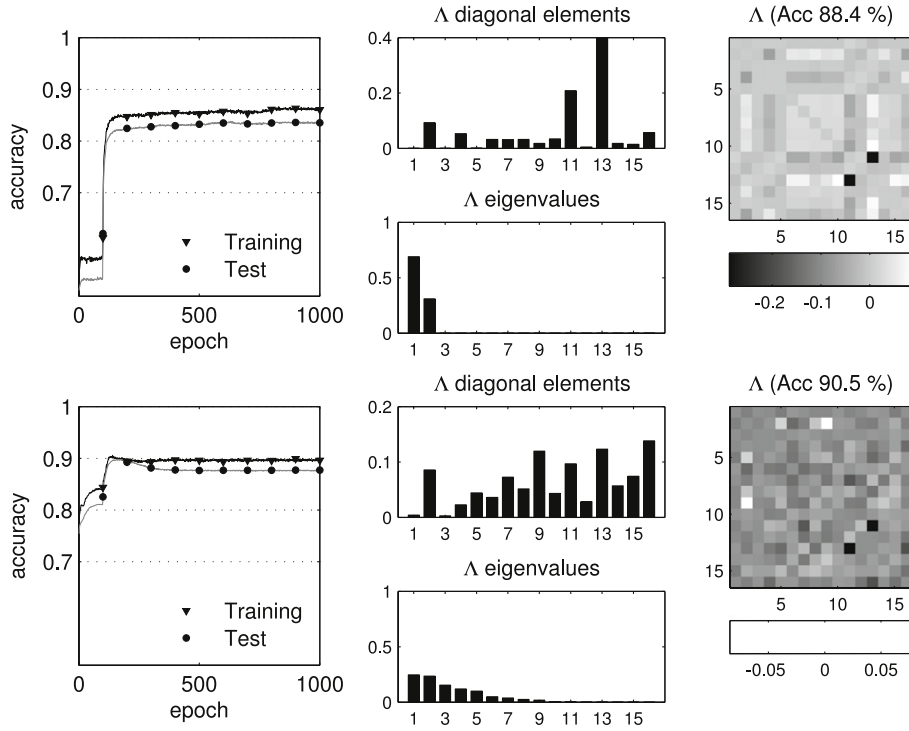 Λ diagonal elements
Λ (Acc 88.4 %)
1
0.9
0.8
0.7
accuracy
Training
Test
0 500 1000
epoch
0.4
0.2
0
1 3 5 7 9 11 13 15
Λ eigenvalues
1
0.5
0
1 3 5 7 9 11 13 15
5
10
15
5 10 15
-0.2 -0.1 0
Λ diagonal elements
Λ (Acc 90.5 %)
1
0.9
0.8
0.7
accuracy
Training
Test
0 500 1000
epoch
0.2
0.1
0
1 3 5 7 9 11 13 15
Λ eigenvalues
1
0.5
0
1 3 5 7 9 11 13 15
5
10
15
5 10 15
-0.05 0 0.05